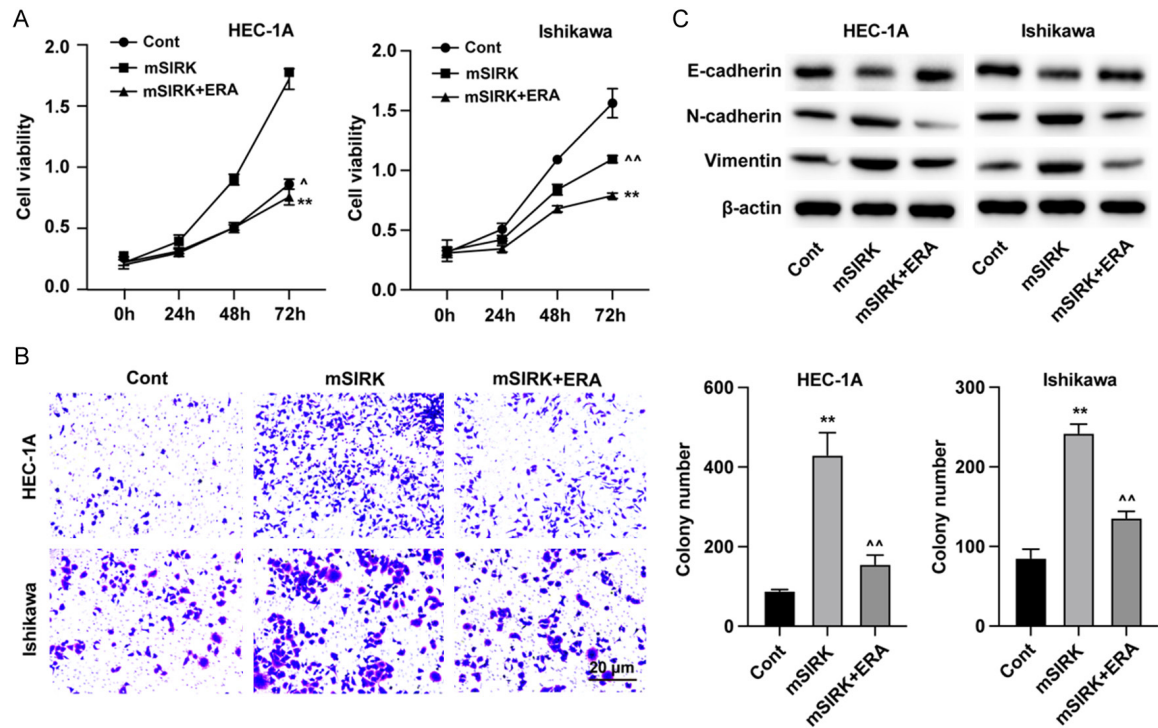 A
HEC-1A
Cell viability
2.0
1.5
1.0
0.5
0.0
Cont
mSIRK
mSIRK+ERA
^
**
0h 24h 48h 72h
Ishikawa
Cell viability
2.0
1.5
1.0
0.5
0.0
Cont
mSIRK
mSIRK+ERA
^^
**
0h 24h 48h 72h
C
HEC-1A Ishikawa
E-cadherin
N-cadherin
Vimentin
β-actin
Cont mSIRK mSIRK+ERA Cont mSIRK mSIRK+ERA
B
Cont mSIRK mSIRK+ERA
HEC-1A
Ishikawa
20 μm
HEC-1A
Colony number
600
400
200
0
**
^^
Cont mSIRK mSIRK+ERA
Ishikawa
Colony number
300
200
100
0
**
^^
Cont mSIRK mSIRK+ERA